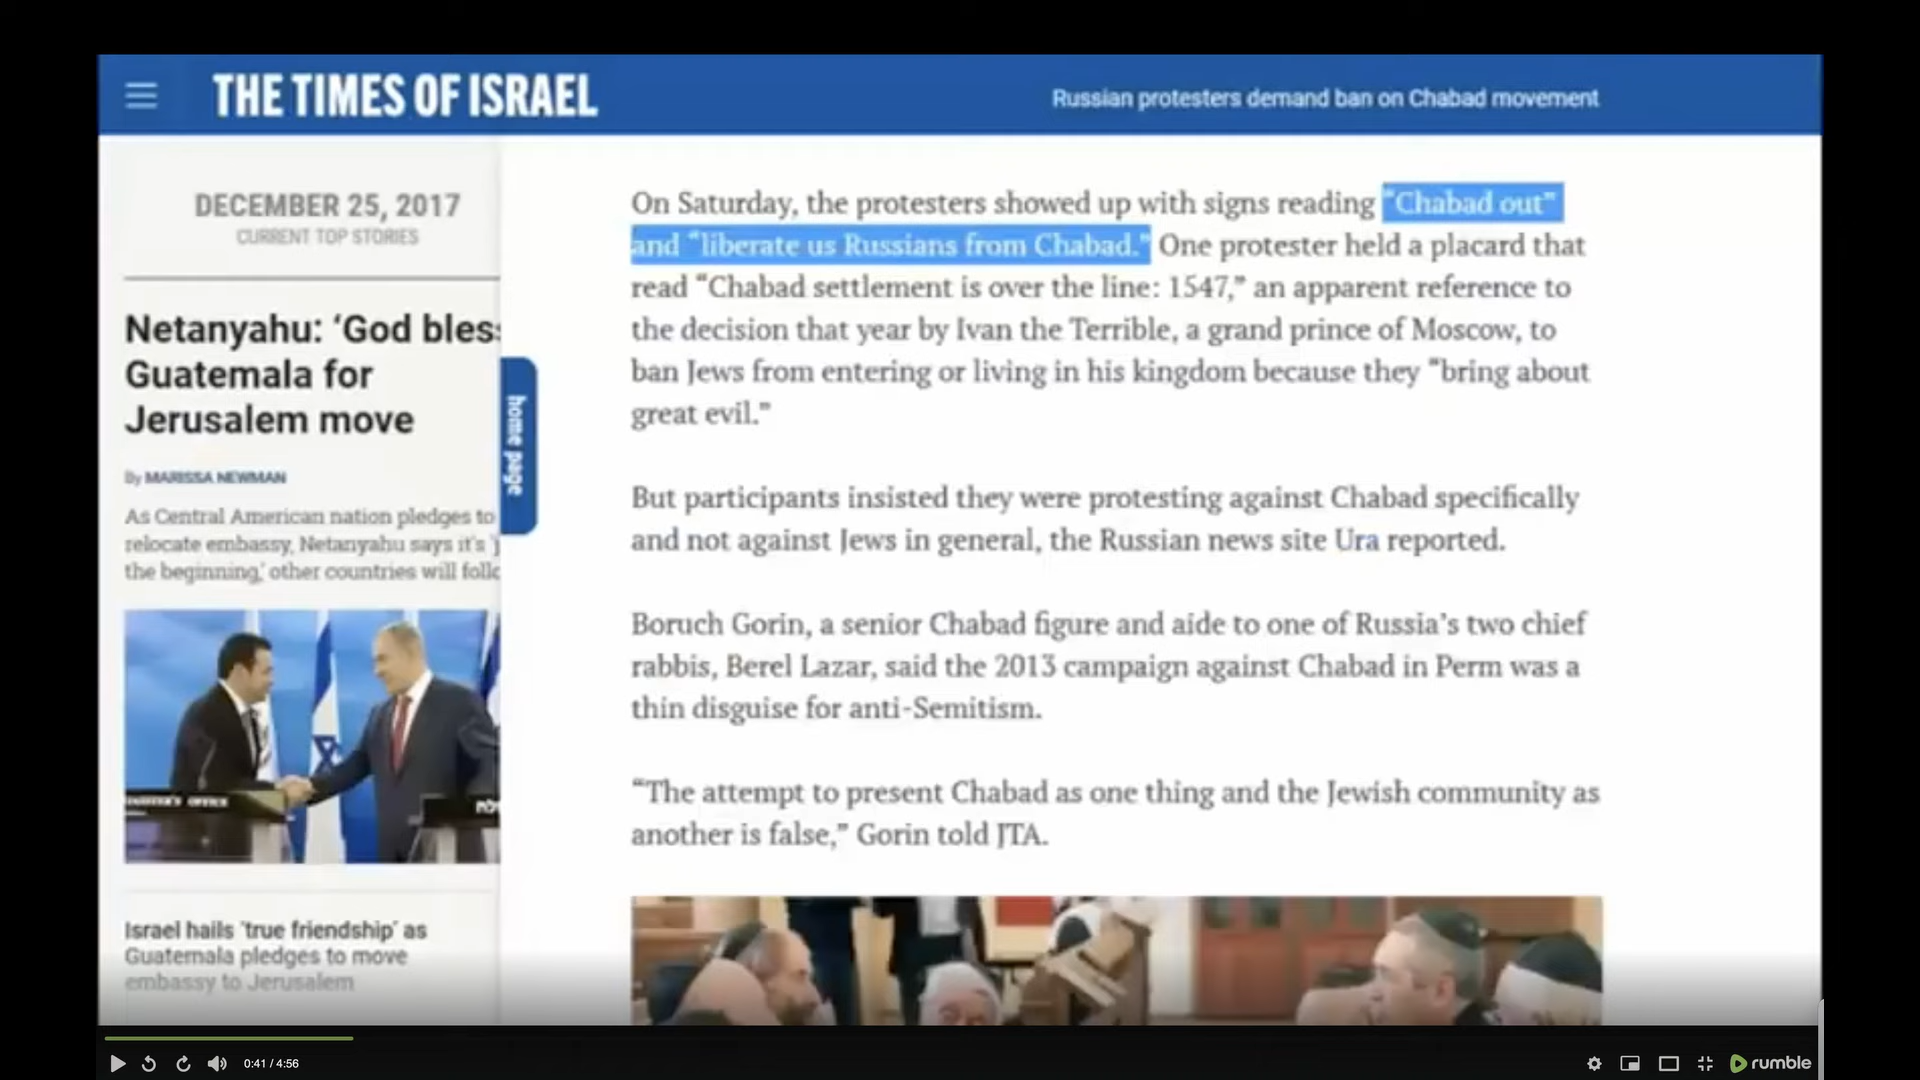 THE TIMES OF ISRAEL
Russian protesters demand ban on Chabad movement
DECEMBER 25, 2017
CURRENT TOP STORIES
Netanyahu: ‘God bless
Guatemala for
Jerusalem move
By MARISSA NEWMAN
As Central American nation pledges to
relocate embassy, Netanyahu says it's
the beginning,' other countries will
home page
On Saturday, the protesters showed up with signs reading “Chabad out”
and “liberate us Russians from Chabad.” One protester held a placard that
read “Chabad settlement is over the line: 1547,” an apparent reference to
the decision that year by Ivan the Terrible, a grand prince of Moscow, to
ban Jews from entering or living in his kingdom because they “bring about
great evil.”
But participants insisted they were protesting against Chabad specifically
and not against Jews in general, the Russian news site Ura reported.
Boruch Gorin, a senior Chabad figure and aide to one of Russia’s two chief
rabbis, Berel Lazar, said the 2013 campaign against Chabad in Perm was a
thin disguise for anti-Semitism.
“The attempt to present Chabad as one thing and the Jewish community as
another is false,” Gorin told JTA.
Israel hails 'true friendship' as
Guatemala pledges to move
embassy to Jerusalem
0:41 / 4:56
rumble